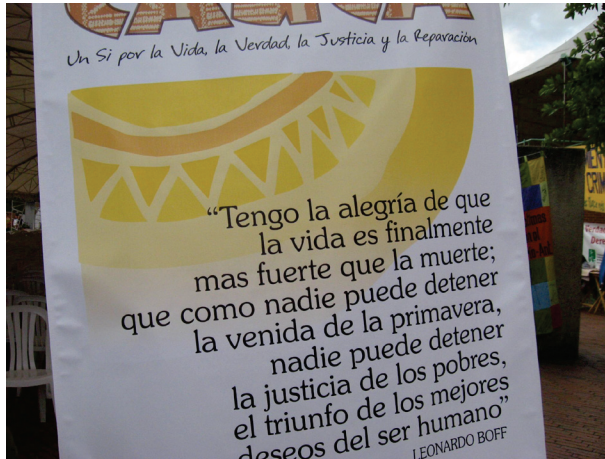 CAUCA
Un Si por la Vida, la Verdad, la Justicia y la Reparación
“Tengo la alegría de que
la vida es finalmente
mas fuerte que la muerte;
que como nadie puede detener
la venida de la primavera,
nadie puede detener
la justicia de los pobres,
el triunfo de los mejores
deseos del ser humano”
LEONARDO BOFF